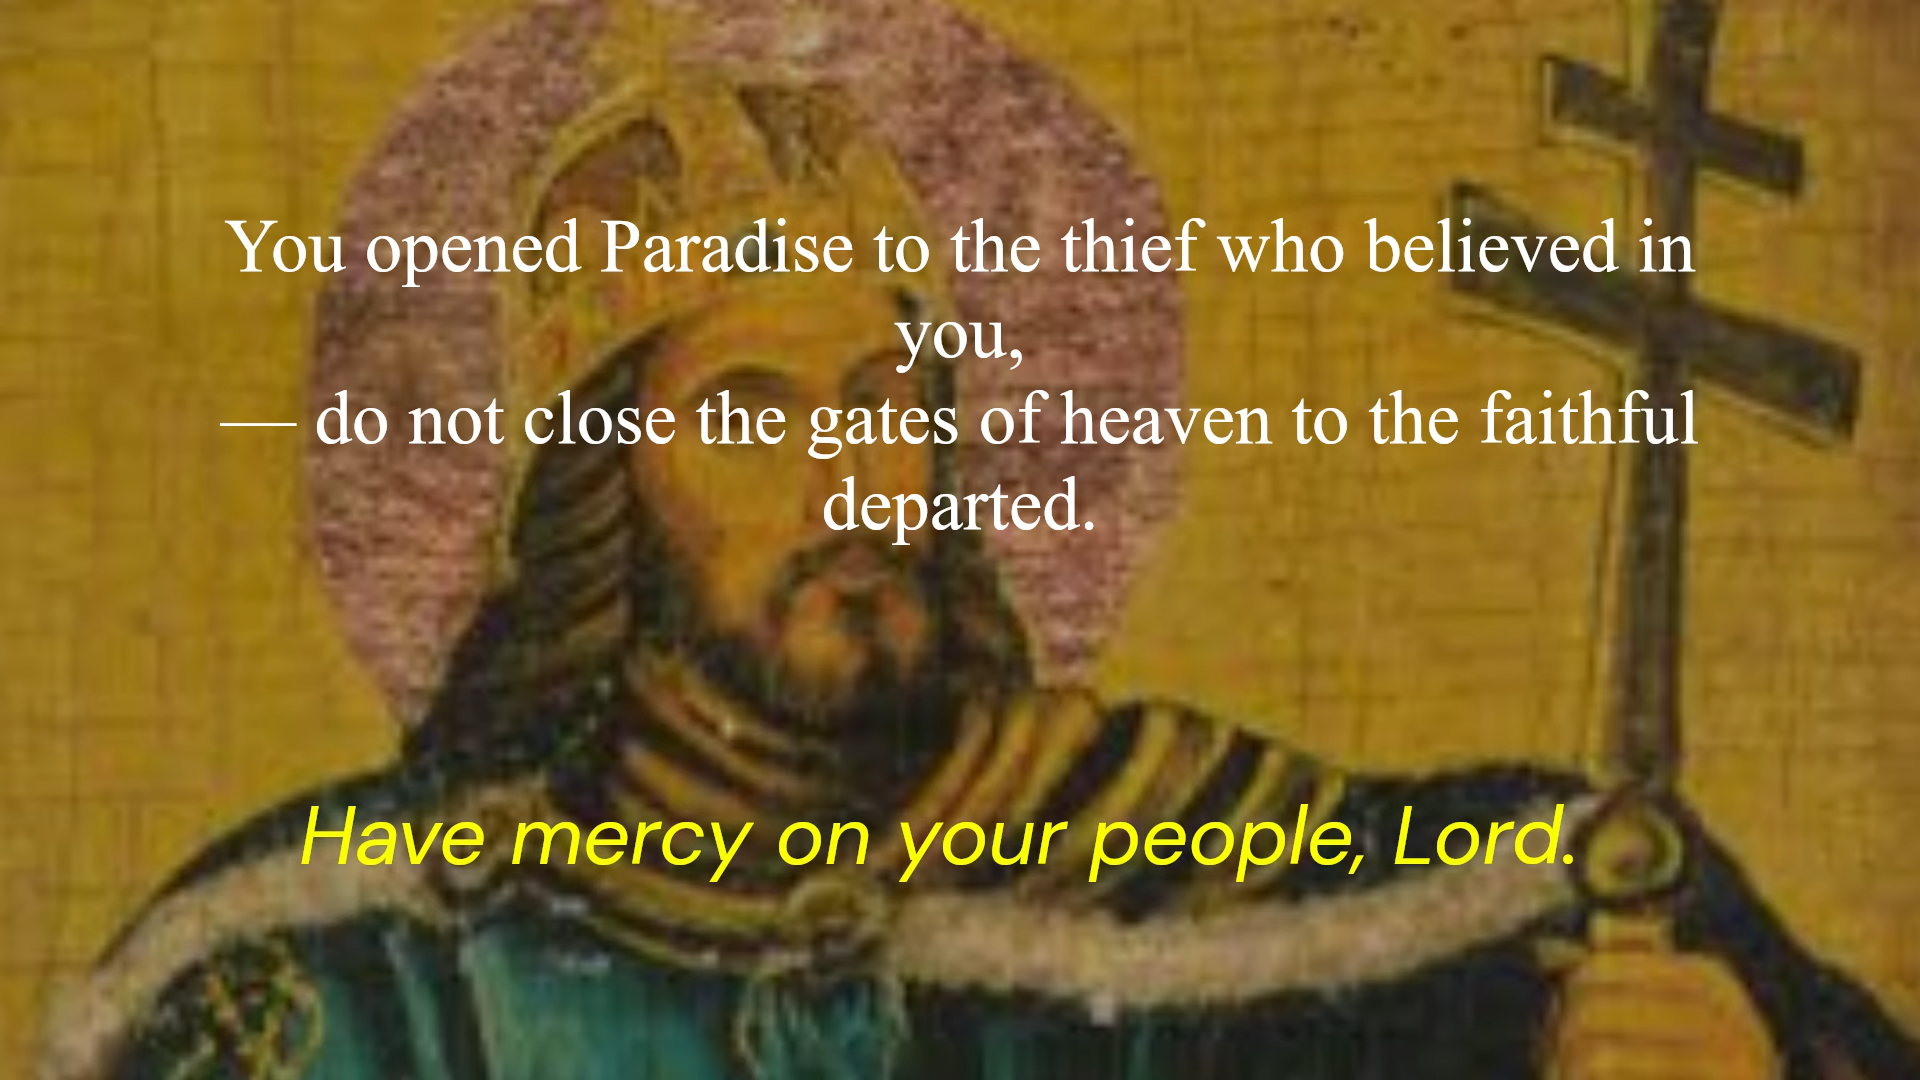 You opened Paradise to the thief who believed in
you,
— do not close the gates of heaven to the faithful
departed.
Have mercy on your people, Lord.